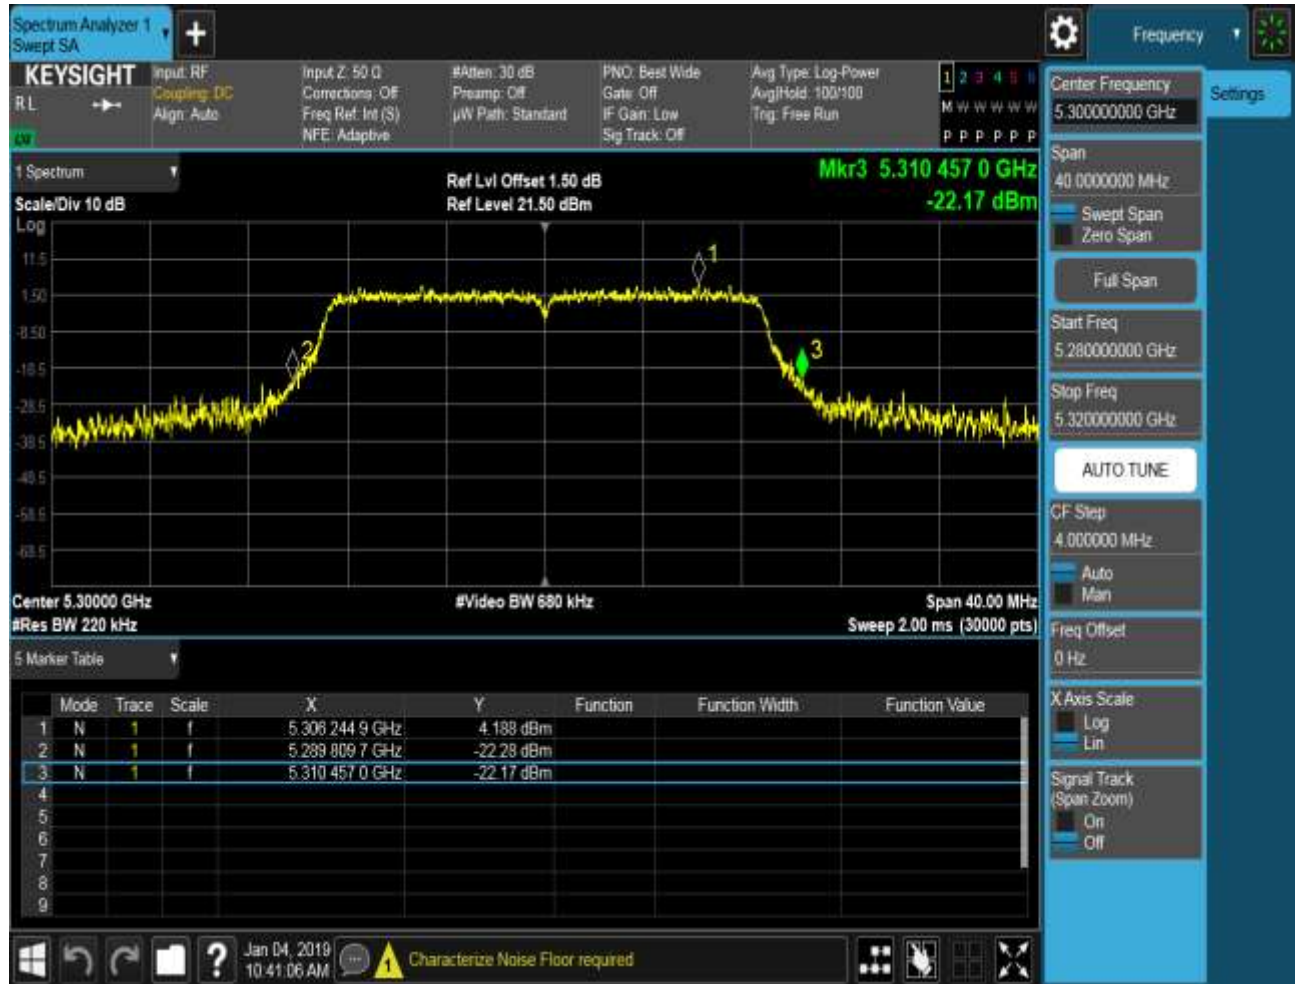 Spectrum Analyzer 1
Swept SA
Frequency
KEYSIGHT
R L
Input: RF
Coupling: DC
Align: Auto
Input Z: 50 Ω
Corrections: Off
Freq Ref: Int (S)
NFE: Adaptive
#Atten: 30 dB
Preamp: Off
µW Path: Standard
PNO: Best Wide
Gate: Off
IF Gain: Low
Sig Track: Off
Avg Type: Log-Power
Avg|Hold: 100/100
Trig: Free Run
1 2 3 4 5 6
M W W W W W
P P P P P P
1 Spectrum
Scale/Div 10 dB
Ref Lvl Offset 1.50 dB
Ref Level 21.50 dBm
Mkr3 5.310 457 0 GHz
-22.17 dBm
Log
11.5
1.50
-8.50
-18.5
-28.5
-38.5
-48.5
-58.5
-68.5
1
2
3
Center 5.30000 GHz
#Res BW 220 kHz
#Video BW 680 kHz
Span 40.00 MHz
Sweep 2.00 ms (30000 pts)
5 Marker Table
Mode Trace Scale X Y Function Function Width Function Value
1 N 1 f 5.306 244 9 GHz 4.188 dBm
2 N 1 f 5.289 809 7 GHz -22.28 dBm
3 N 1 f 5.310 457 0 GHz -22.17 dBm
4
5
6
7
8
9
Jan 04, 2019
10:41:06 AM
1
Characterize Noise Floor required
Settings
Center Frequency
5.300000000 GHz
Span
40.0000000 MHz
Swept Span
Zero Span
Full Span
Start Freq
5.280000000 GHz
Stop Freq
5.320000000 GHz
AUTO TUNE
CF Step
4.000000 MHz
Auto
Man
Freq Offset
0 Hz
X Axis Scale
Log
Lin
Signal Track
(Span Zoom)
On
Off